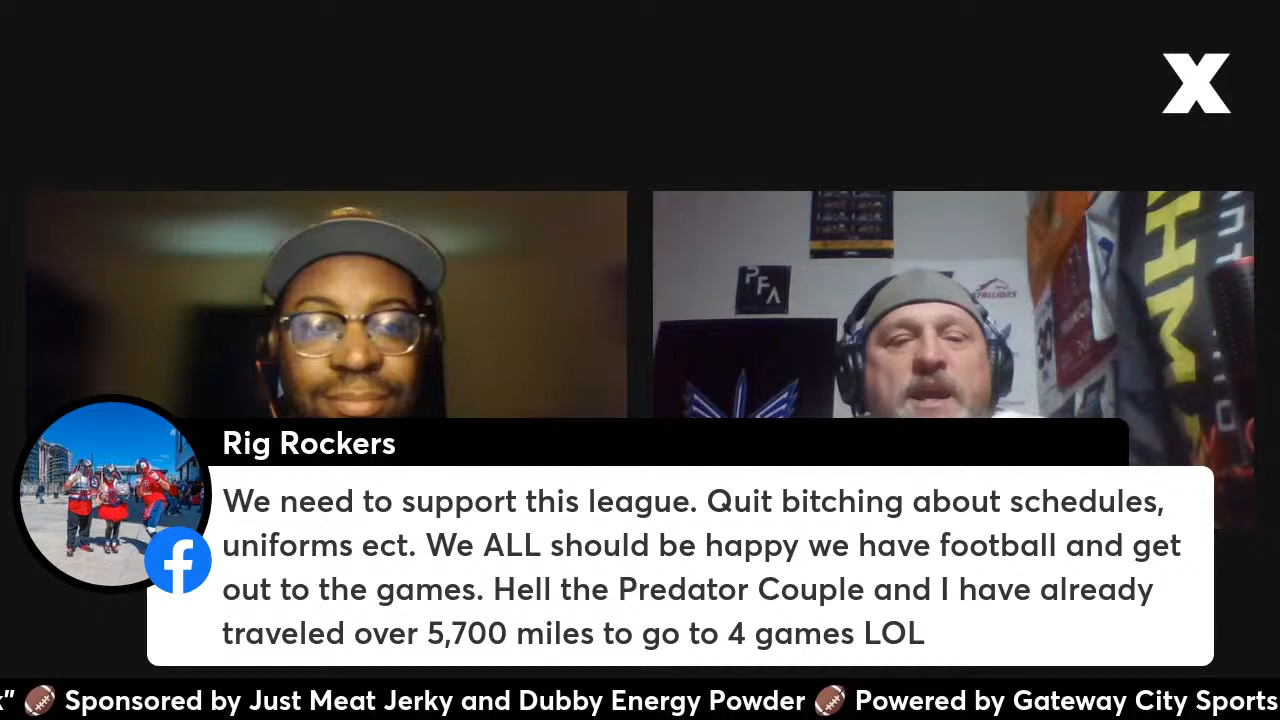 X
PFA
STALLIONS
AHM
Rig Rockers
We need to support this league. Quit bitching about schedules,
uniforms ect. We ALL should be happy we have football and get
out to the games. Hell the Predator Couple and I have already
traveled over 5,700 miles to go to 4 games LOL
🏈 Sponsored by Just Meat Jerky and Dubby Energy Powder 🏈 Powered by Gateway City Sports